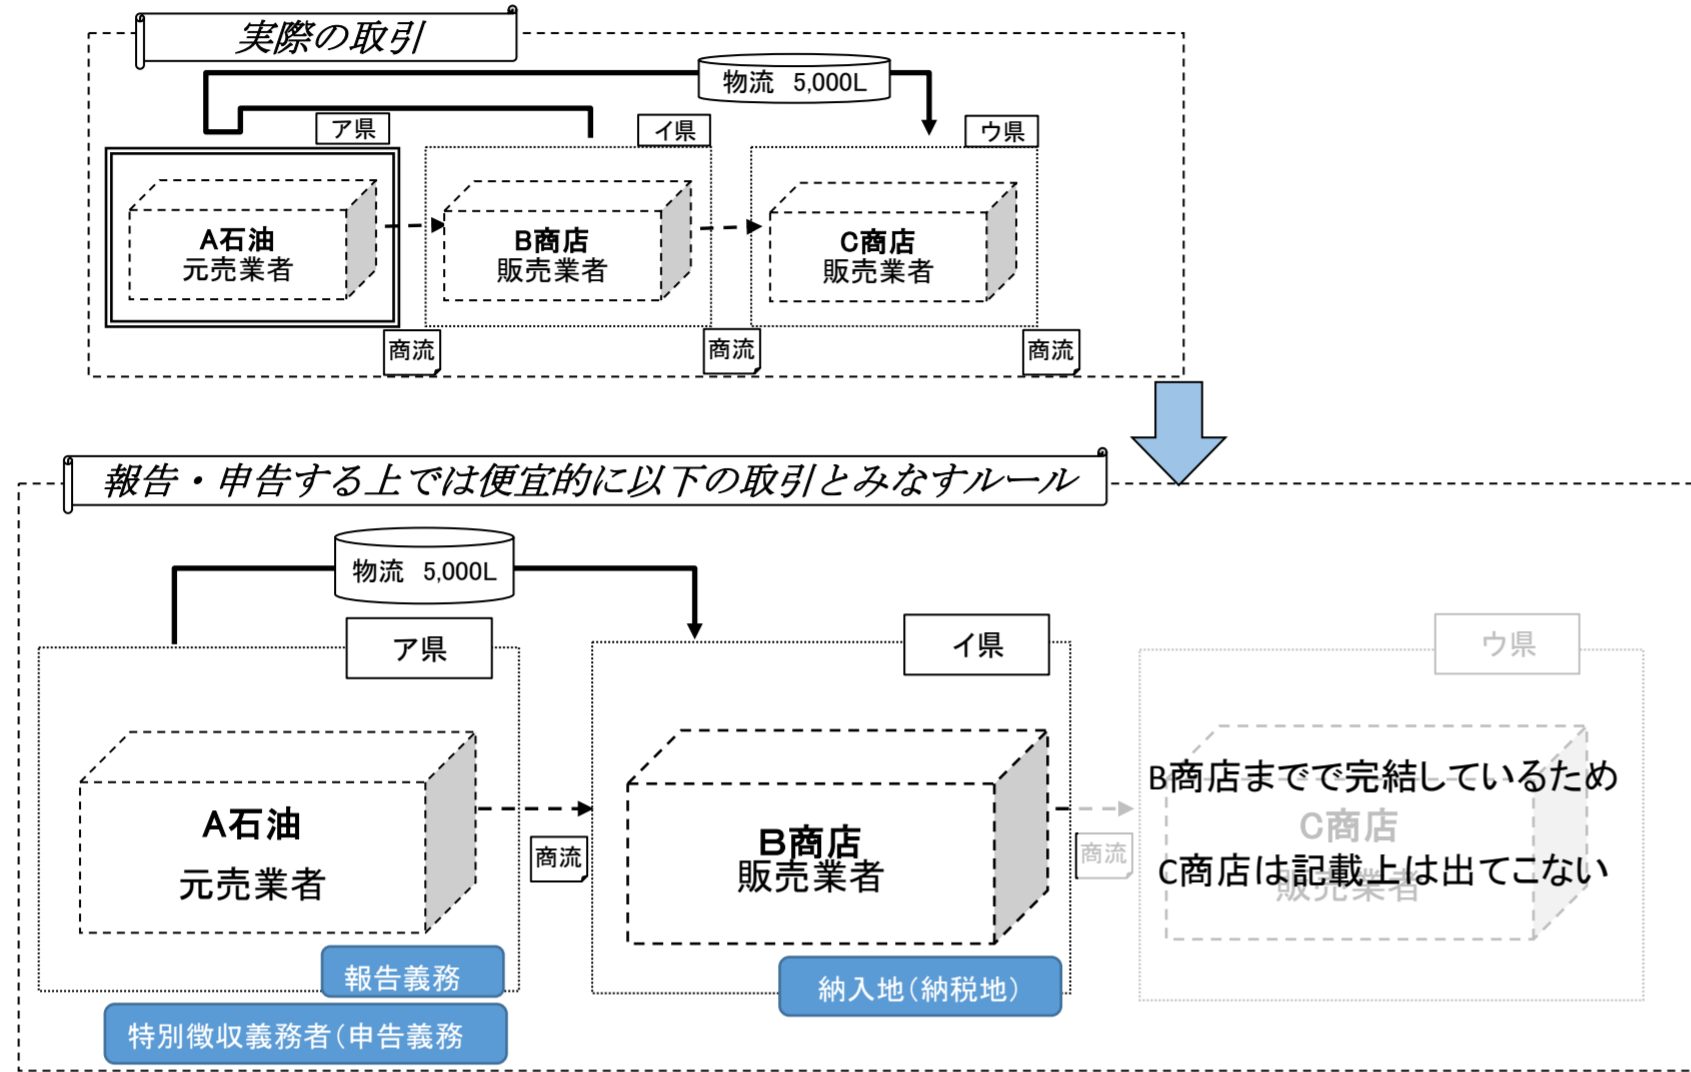 実際の取引
物流 5,000L
ア県
イ県
ウ県
A石油
元売業者
B商店
販売業者
C商店
販売業者
商流
商流
商流
報告・申告する上では便宜的に以下の取引とみなすルール
物流 5,000L
ア県
イ県
ウ県
A石油
元売業者
商流
B商店
販売業者
商流
B商店までで完結しているため
C商店
C商店は記載上は出てこない
販売業者
報告義務
特別徴収義務者(申告義務
納入地(納税地)